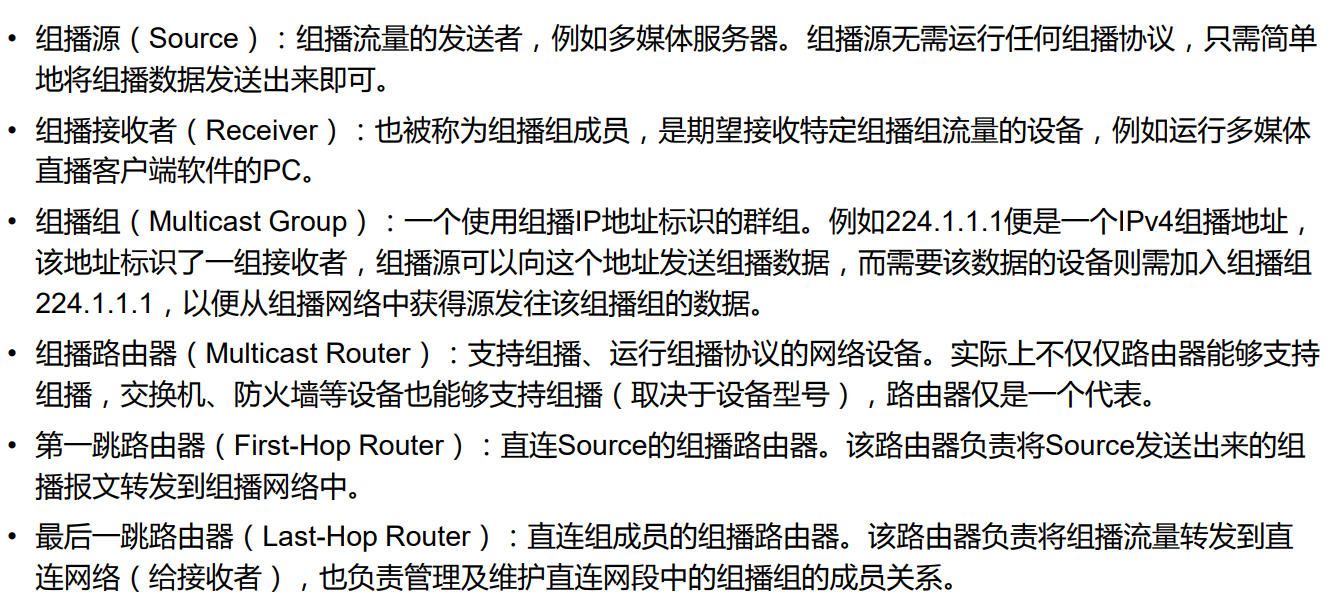 • 组播源（Source）：组播流量的发送者，例如多媒体服务器。组播源无需运行任何组播协议，只需简单
地将组播数据发送出来即可。
• 组播接收者（Receiver）：也被称为组播组成员，是期望接收特定组播组流量的设备，例如运行多媒体
直播客户端软件的PC。
• 组播组（Multicast Group）：一个使用组播IP地址标识的群组。例如224.1.1.1便是一个IPv4组播地址，
该地址标识了一组接收者，组播源可以向这个地址发送组播数据，而需要该数据的设备则需加入组播组
224.1.1.1，以便从组播网络中获得源发往该组播组的数据。
• 组播路由器（Multicast Router）：支持组播、运行组播协议的网络设备。实际上不仅仅路由器能够支持
组播，交换机、防火墙等设备也能够支持组播（取决于设备型号），路由器仅是一个代表。
• 第一跳路由器（First-Hop Router）：直连Source的组播路由器。该路由器负责将Source发送出来的组
播报文转发到组播网络中。
• 最后一跳路由器（Last-Hop Router）：直连组成员的组播路由器。该路由器负责将组播流量转发到直
连网络（给接收者），也负责管理及维护直连网段中的组播组的成员关系。